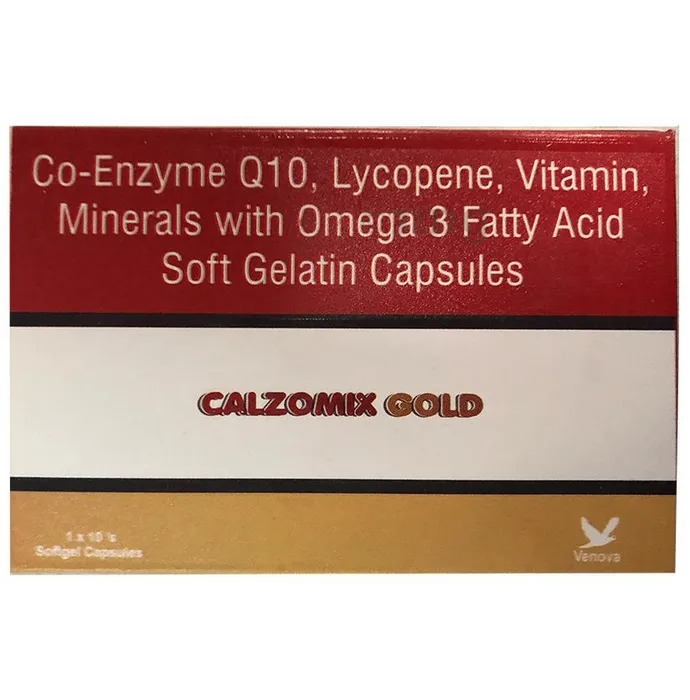 Co-Enzyme Q10, Lycopene, Vitamin,
Minerals with Omega 3 Fatty Acid
Soft Gelatin Capsules
CALZOMIX GOLD
1 x 10 's
Softgel Capsules
Venova